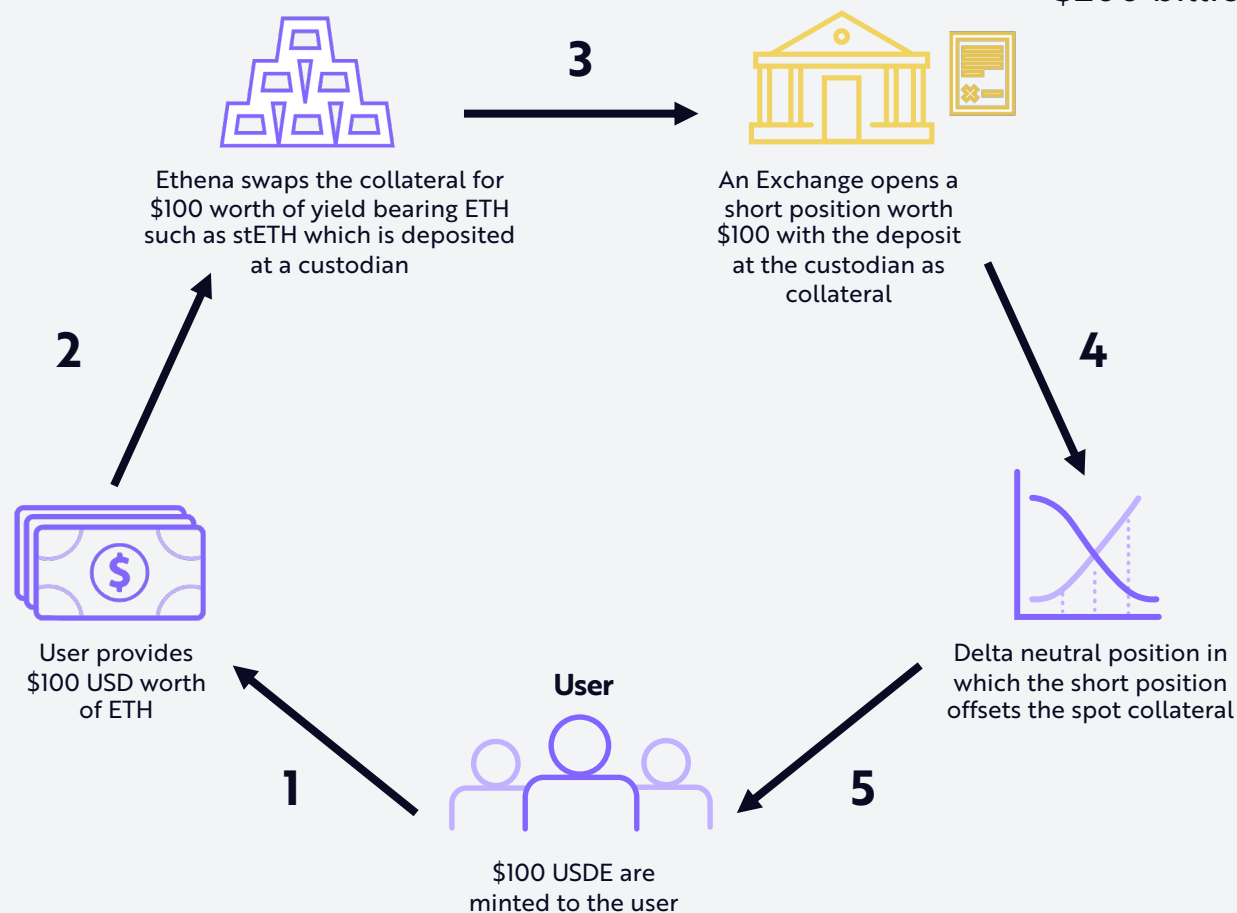 3
Ethena swaps the collateral for
$100 worth of yield bearing ETH
such as stETH which is deposited
at a custodian
An Exchange opens a
short position worth
$100 with the deposit
at the custodian as
collateral
2
4
$
User provides
$100 USD worth
of ETH
Delta neutral position in
which the short position
offsets the spot collateral
User
1
5
$100 USDE are
minted to the user